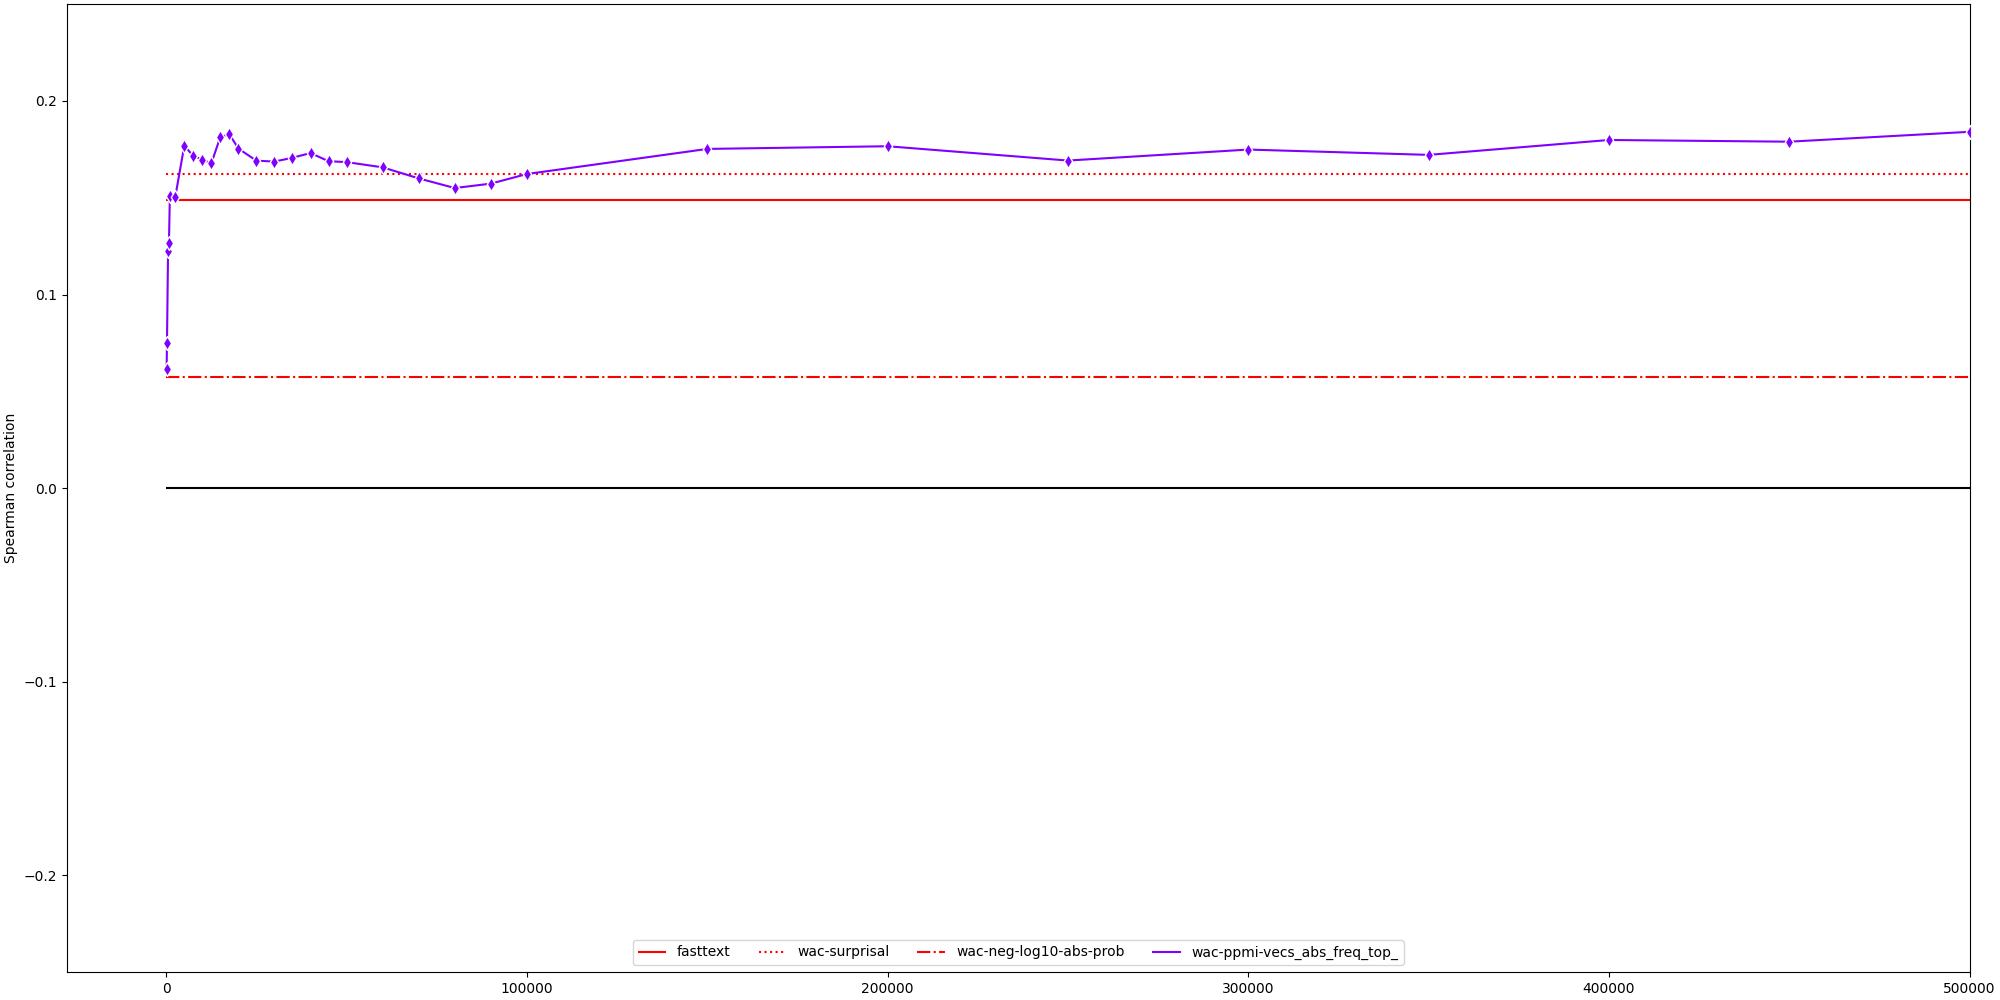 Spearman correlation
0.2
0.1
0.0
−0.1
−0.2
0 100000 200000 300000 400000 500000
fasttext wac-surprisal wac-neg-log10-abs-prob wac-ppmi-vecs_abs_freq_top_